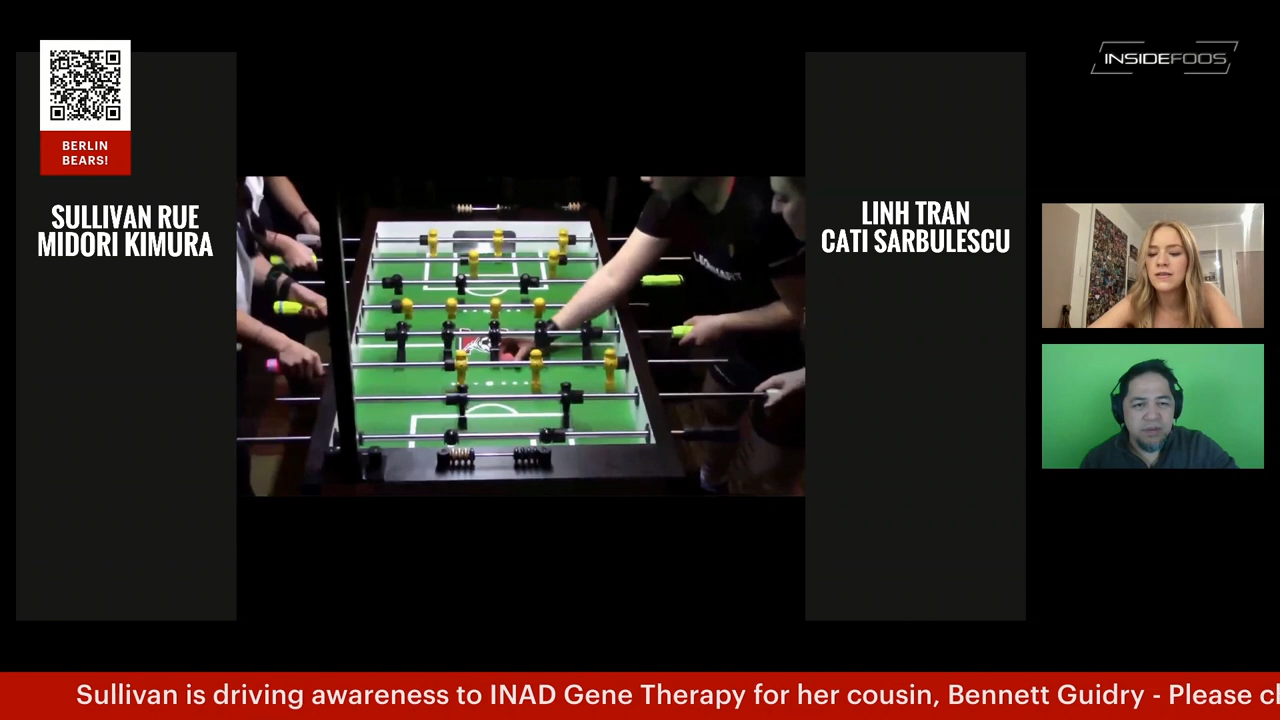 BERLIN
BEARS!
SULLIVAN RUE
MIDORI KIMURA
LINH TRAN
CATI SARBULESCU
INSIDEFOOS
Sullivan is driving awareness to INAD Gene Therapy for her cousin, Bennett Guidry - Please cl